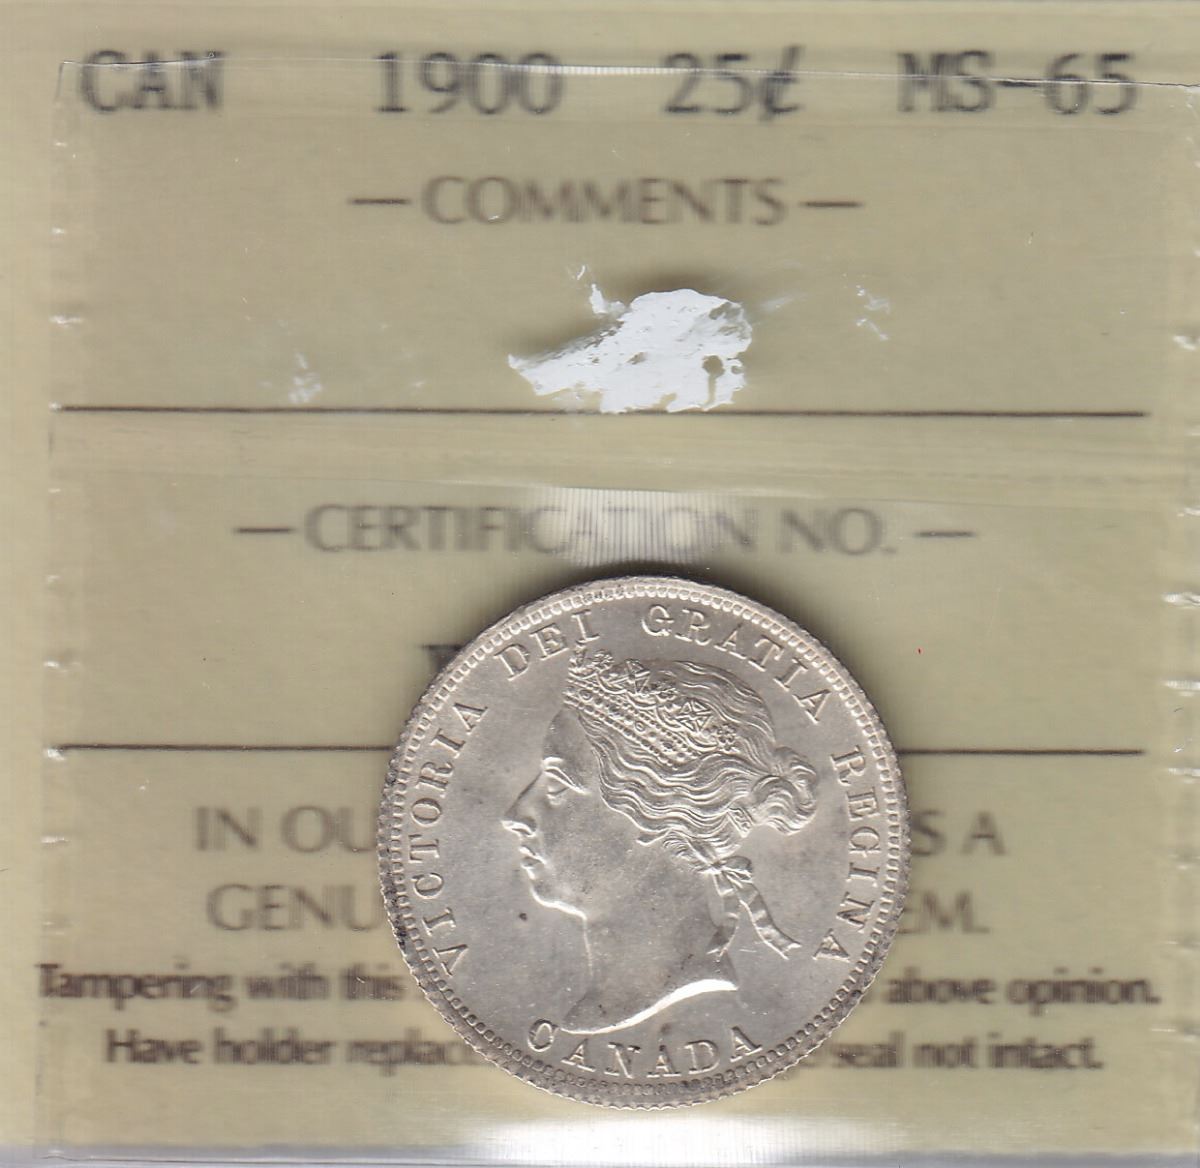 CAN 1900 25¢ MS-65
— COMMENTS —
— CERTIFICATION NO. —
IN OU S A
GENU EM.
Tampering with this above opinion.
Have holder replac seal not intact.
VICTORIA DEI GRATIA REGINA
CANADA